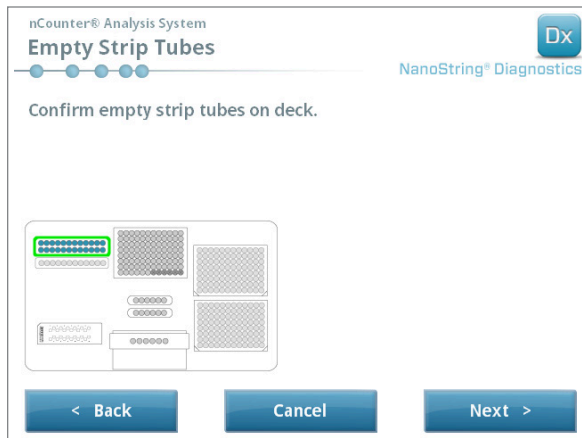 nCounter® Analysis System
Empty Strip Tubes
Dx
NanoString® Diagnostics
Confirm empty strip tubes on deck.
< Back
Cancel
Next >